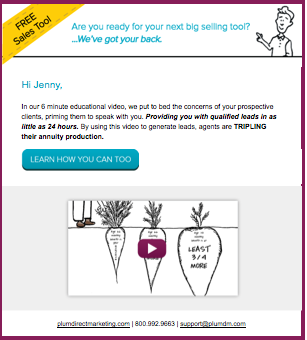 FREE
Sales Tool
Are you ready for your next big selling tool?
...We've got your back.
Hi Jenny,
In our 6 minute educational video, we put to bed the concerns of your prospective
clients, priming them to speak with you. Providing you with qualified leads in as
little as 24 hours. By using this video to generate leads, agents are TRIPLING
their annuity production.
LEARN HOW YOU CAN TOO
LEAST
3/4
MORE
plumdirectmarketing.com | 800.992.9663 | support@plumdm.com